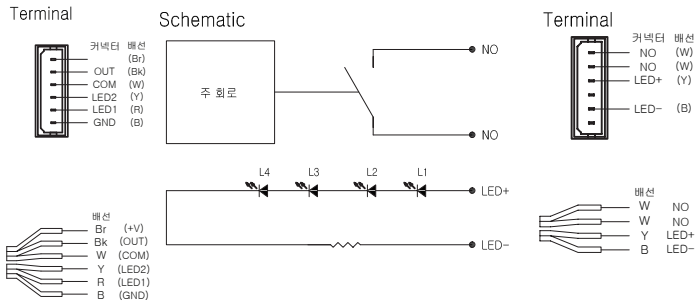 Terminal
커넥터 배선
(Br)
OUT (Bk)
COM (W)
LED2 (Y)
LED1 (R)
GND (B)
배선
Br (+V)
Bk (OUT)
W (COM)
Y (LED2)
R (LED1)
B (GND)
Schematic
주 회로
NO
NO
L4 L3 L2 L1
LED+
LED-
Terminal
커넥터 배선
NO (W)
NO (W)
LED+ (Y)
LED- (B)
배선
W NO
W NO
Y LED+
B LED-